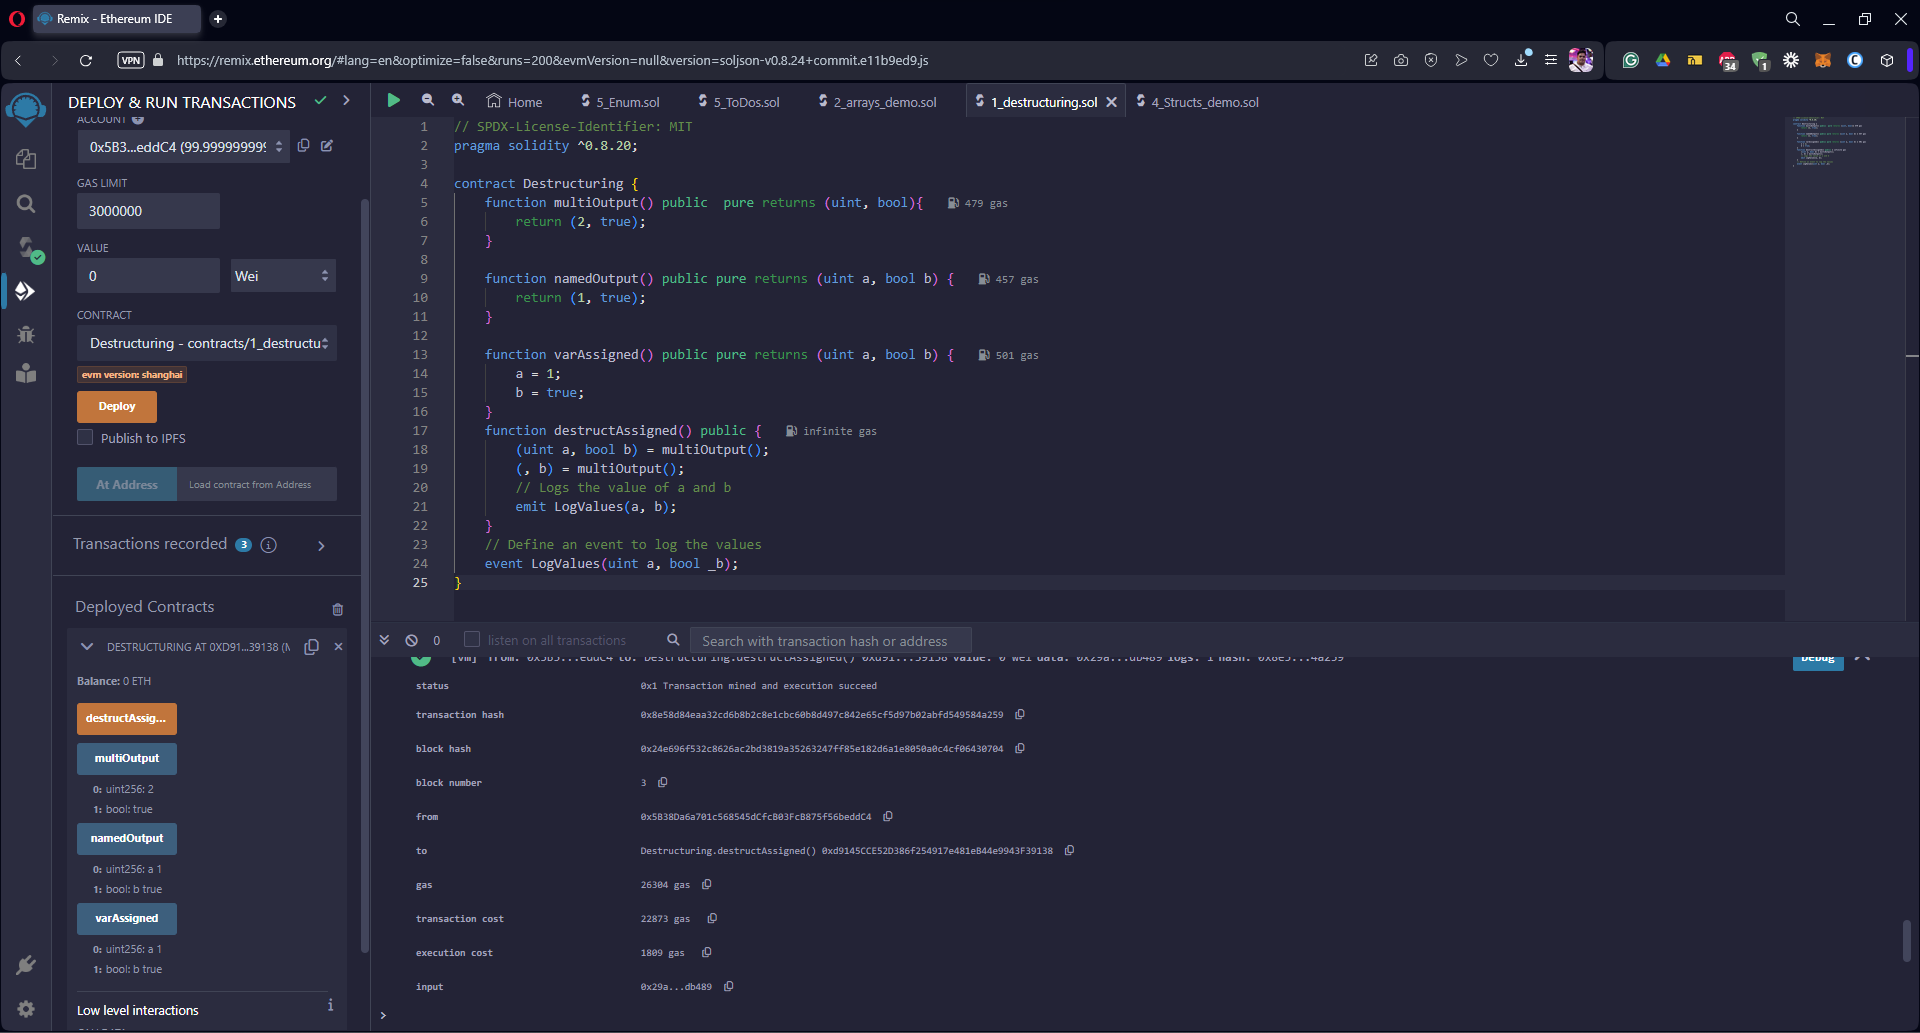 Remix - Ethereum IDE
VPN
https://remix.ethereum.org/#lang=en&optimize=false&runs=200&evmVersion=null&version=soljson-v0.8.24+commit.e11b9ed9.js
34
1
DEPLOY & RUN TRANSACTIONS
ACCOUNT
0x5B3...eddC4 (99.9999999999
GAS LIMIT
3000000
VALUE
0
Wei
CONTRACT
Destructuring - contracts/1_destructu
evm version: shanghai
Deploy
Publish to IPFS
At Address
Load contract from Address
Transactions recorded 3 i
Deployed Contracts
DESTRUCTURING AT 0XD91...39138 (M
Balance: 0 ETH
destructAssig...
multiOutput
0: uint256: 2
1: bool: true
namedOutput
0: uint256: a 1
1: bool: b true
varAssigned
0: uint256: a 1
1: bool: b true
Low level interactions
i
Home
5_Enum.sol
5_ToDos.sol
2_arrays_demo.sol
1_destructuring.sol
4_Structs_demo.sol
1 // SPDX-License-Identifier: MIT
2 pragma solidity ^0.8.20;
3
4 contract Destructuring {
5 function multiOutput() public  pure returns (uint, bool){ 479 gas
6 return (2, true);
7 }
8
9 function namedOutput() public pure returns (uint a, bool b) { 457 gas
10 return (1, true);
11 }
12
13 function varAssigned() public pure returns (uint a, bool b) { 501 gas
14 a = 1;
15 b = true;
16 }
17 function destructAssigned() public { infinite gas
18 (uint a, bool b) = multiOutput();
19 (, b) = multiOutput();
20 // Logs the value of a and b
21 emit LogValues(a, b);
22 }
23 // Define an event to log the values
24 event LogValues(uint a, bool _b);
25 }
0
listen on all transactions
Search with transaction hash or address
[vm] from: 0x5B3...eddC4 to: Destructuring.destructAssigned() 0xd91...39138 value: 0 wei data: 0x29a...db489 logs: 1 hash: 0x8e5...4a259
Debug
status 0x1 Transaction mined and execution succeed
transaction hash 0x8e58d84eaa32cd6b8b2c8e1cbc60b8d497c842e65cf5d97b02abfd549584a259
block hash 0x24e696f532c8626ac2bd3819a35263247ff85e182d6a1e8050a0c4cf06430704
block number 3
from 0x5B38Da6a701c568545dCfcB03FcB875f56beddC4
to Destructuring.destructAssigned() 0xd9145CCE52D386f254917e481eB44e9943F39138
gas 26304 gas
transaction cost 22873 gas
execution cost 1809 gas
input 0x29a...db489
>